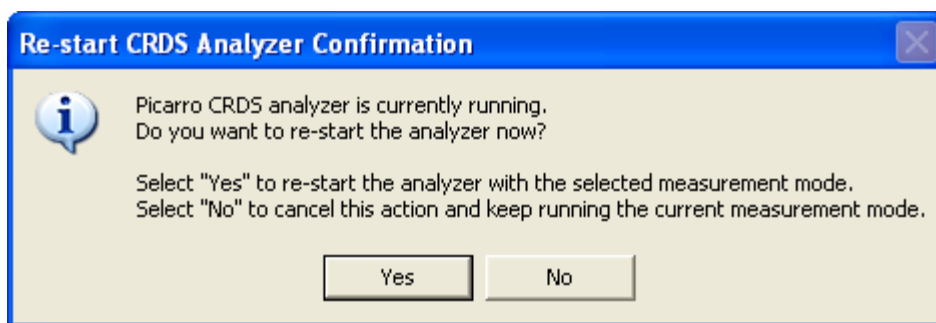 Re-start CRDS Analyzer Confirmation
Picarro CRDS analyzer is currently running.
Do you want to re-start the analyzer now?
Select "Yes" to re-start the analyzer with the selected measurement mode.
Select "No" to cancel this action and keep running the current measurement mode.
Yes
No